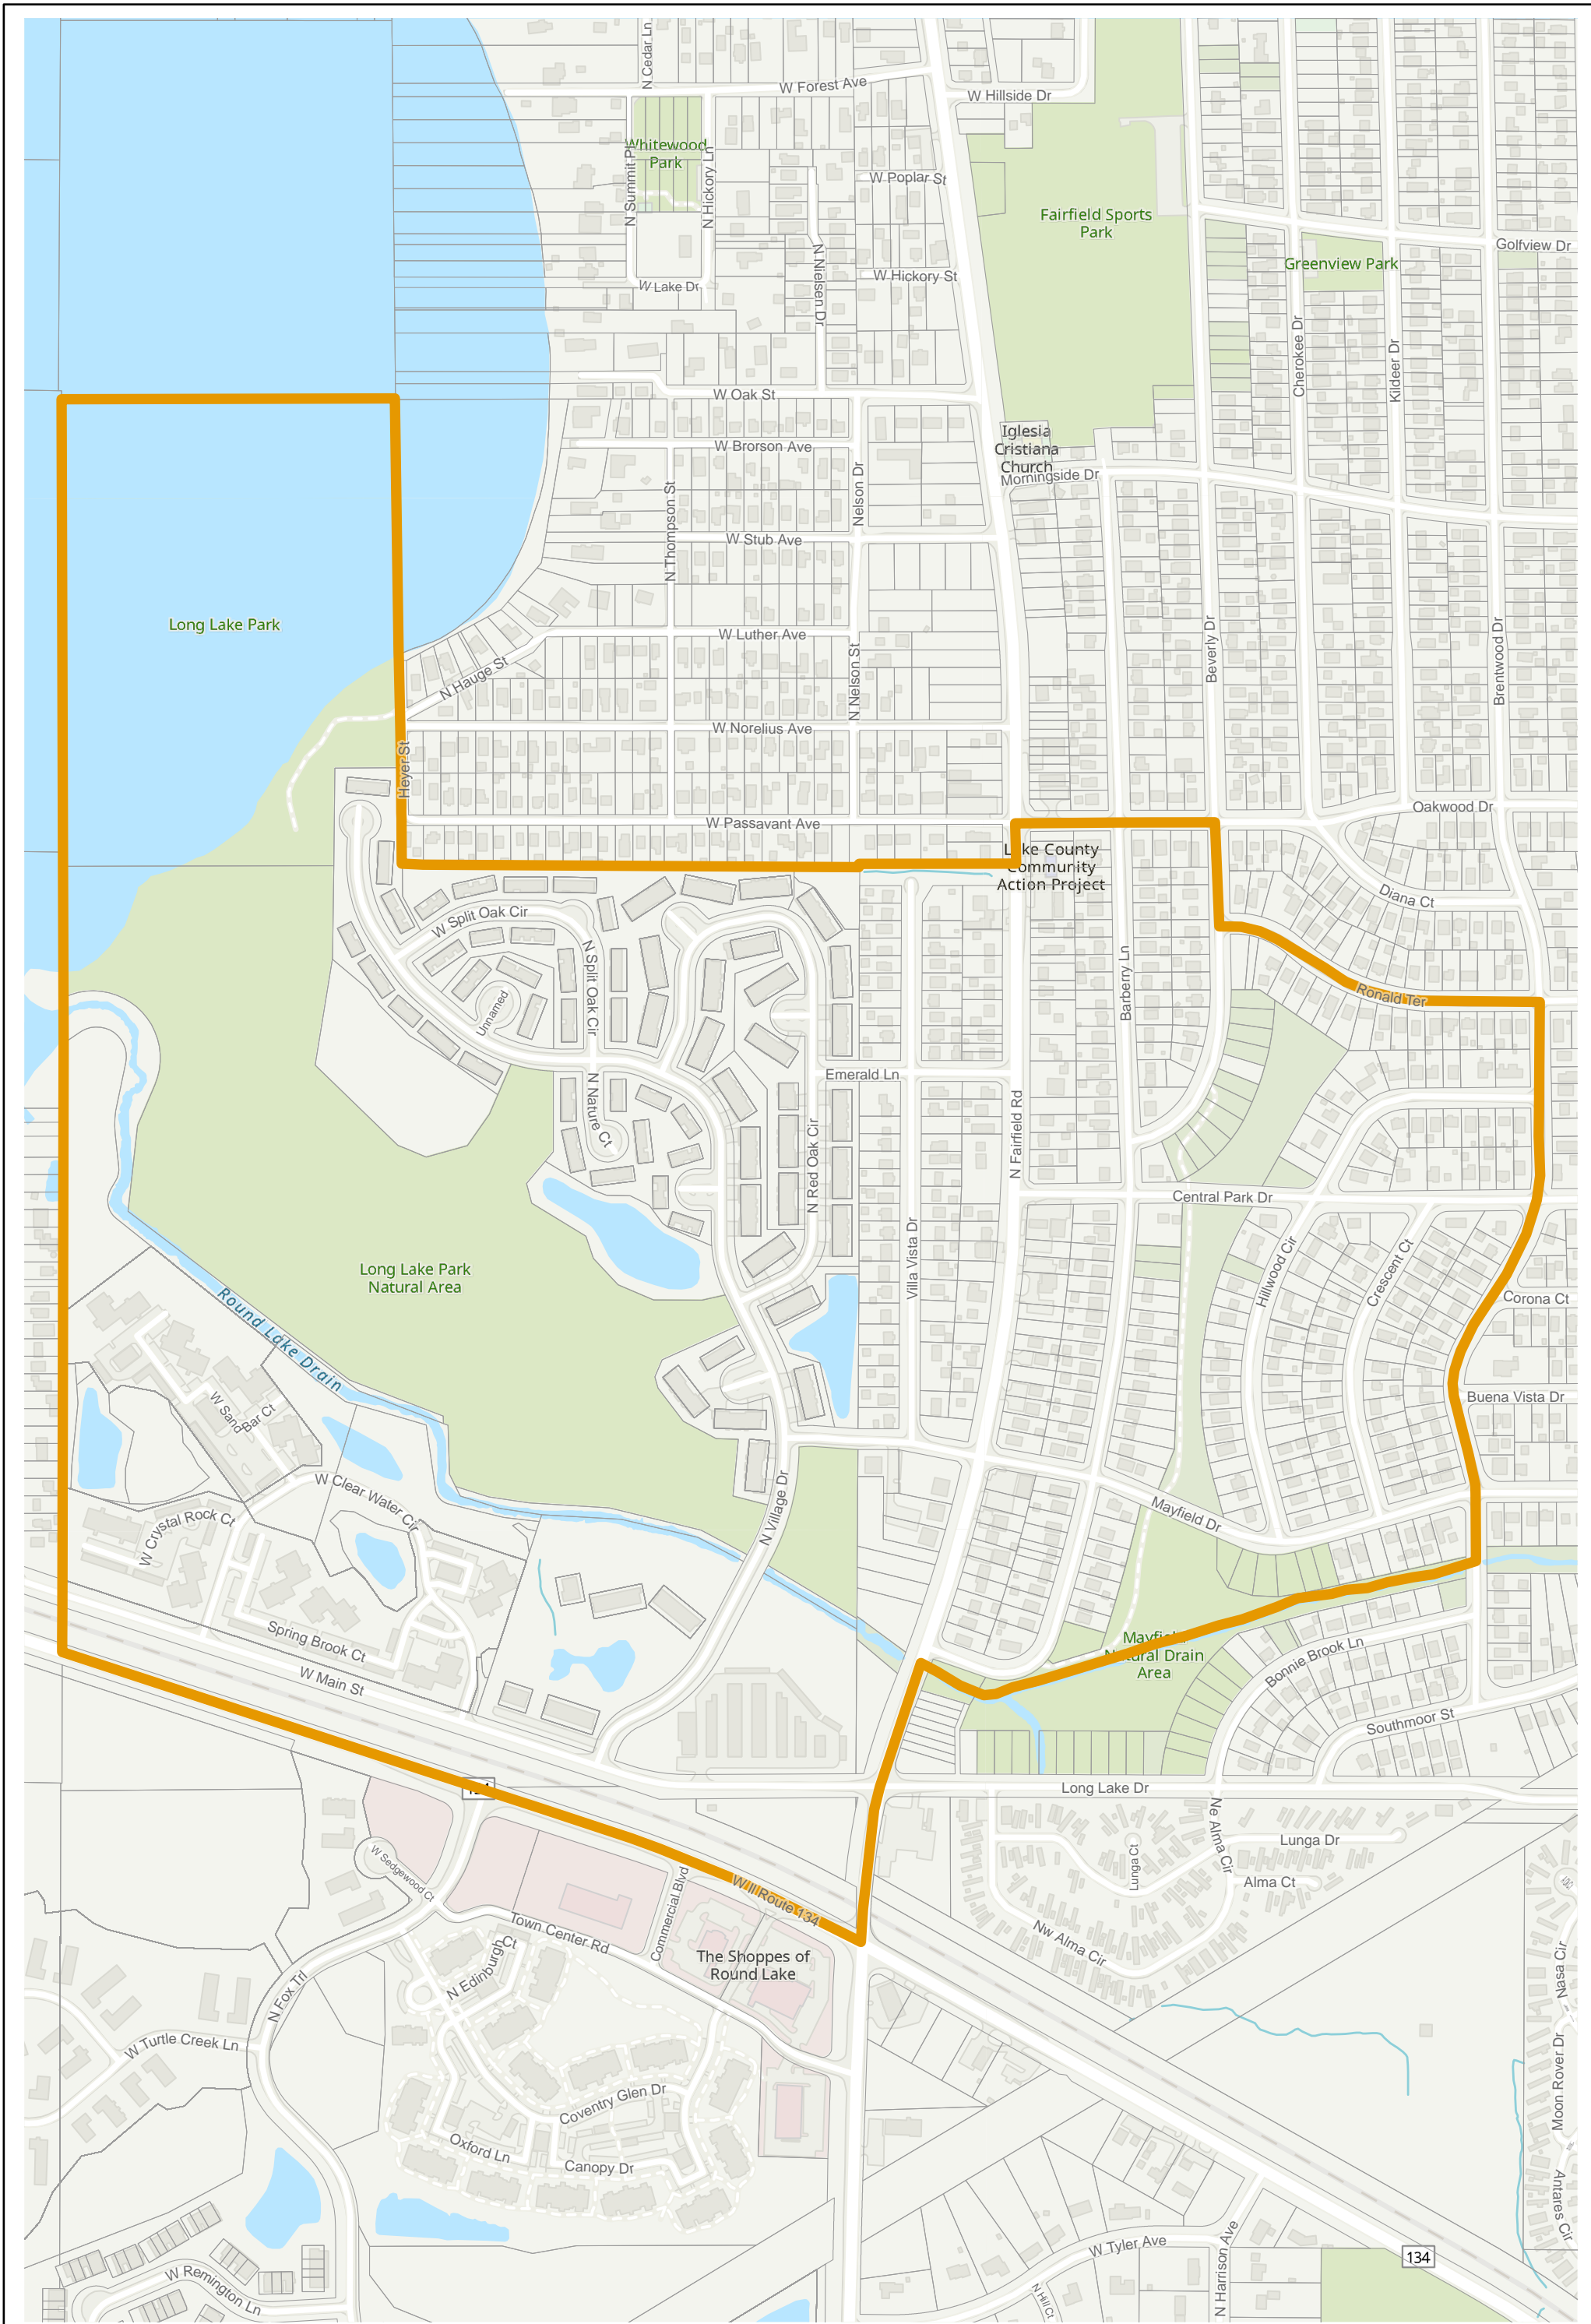 N Cedar Ln
W Forest Ave
W Hillside Dr
Whitewood
Park
N Summit Pl
N Hickory Ln
W Poplar St
Fairfield Sports
Park
Golfview Dr
Greenview Park
W Hickory St
N Nielsen Dr
W Lake Dr
Cherokee Dr
Kildeer Dr
W Oak St
Iglesia
Cristiana
Church
W Brorson Ave
Morningside Dr
Nelson Dr
N Thompson St
W Stub Ave
Long Lake Park
W Luther Ave
Beverly Dr
Brentwood Dr
N Hauge St
N Nelson St
W Norelius Ave
Heyer St
Oakwood Dr
W Passavant Ave
Lake County
Community
Action Project
Diana Ct
W Split Oak Cir
N Split Oak Cir
Barberry Ln
Unnamed
Ronald Ter
Emerald Ln
N Nature Ct
N Fairfield Rd
N Red Oak Cir
Central Park Dr
Villa Vista Dr
Hillwood Cir
Crescent Ct
Long Lake Park
Natural Area
Corona Ct
Round Lake Drain
Buena Vista Dr
W Sand
Bar Ct
W Clear Water Cir
N Village Dr
Mayfield Dr
W Crystal Rock Ct
Spring Brook Ct
Mayfield
Natural Drain
Area
Bonnie Brook Ln
W Main St
Southmoor St
Long Lake Dr
Ne Alma Cir
Lunga Dr
Lunga Ct
W Sedgewood Ct
Commercial Blvd
W Il Route 134
Alma Ct
Town Center Rd
Nw Alma Cir
The Shoppes of
Round Lake
N Edinburgh
Ct
N Fox Trl
Nasa Cir
W Turtle Creek Ln
Moon Rover Dr
Coventry Glen Dr
Oxford Ln
Canopy Dr
Antares Cir
W Tyler Ave
134
N Harrison Ave
W Remington Ln
N Hill Ct